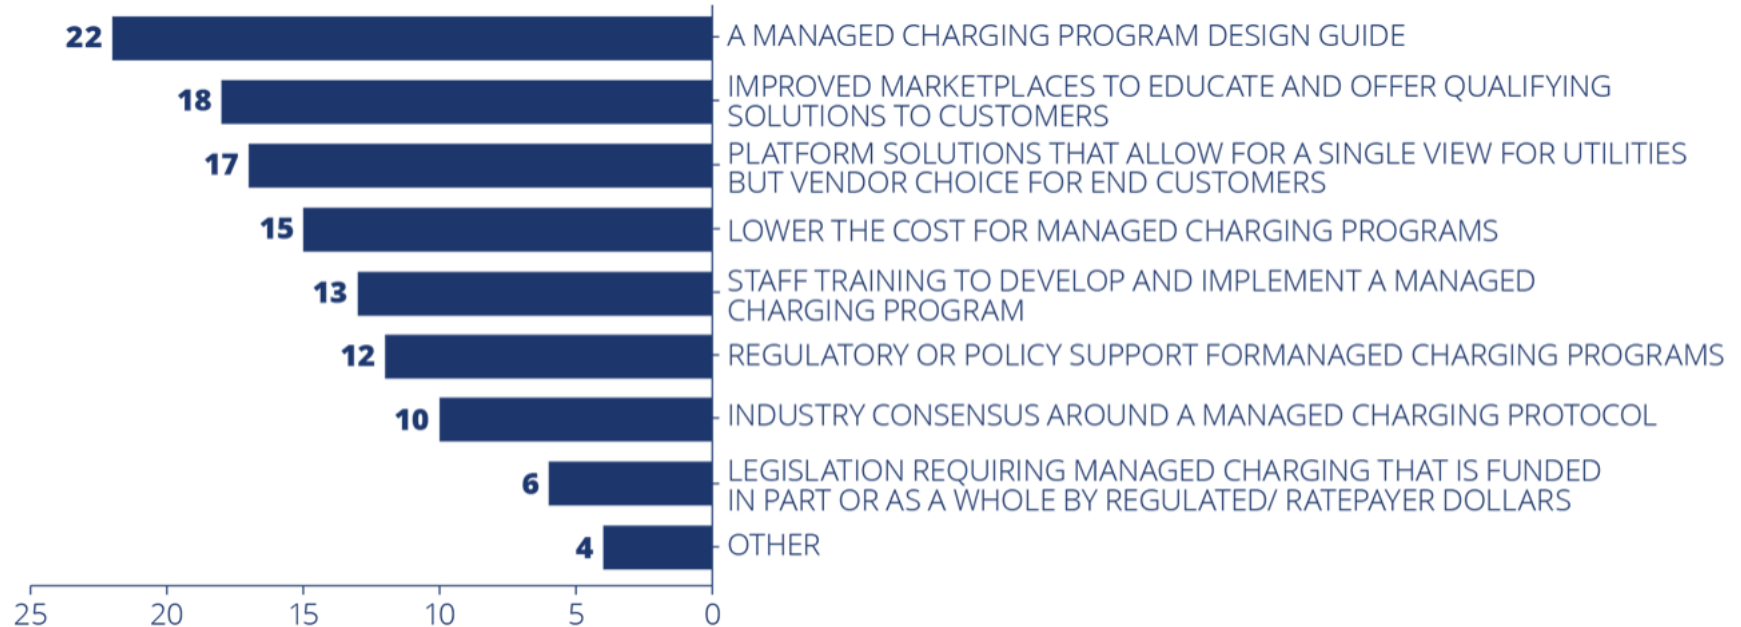 22 A MANAGED CHARGING PROGRAM DESIGN GUIDE
18 IMPROVED MARKETPLACES TO EDUCATE AND OFFER QUALIFYING
SOLUTIONS TO CUSTOMERS
17 PLATFORM SOLUTIONS THAT ALLOW FOR A SINGLE VIEW FOR UTILITIES
BUT VENDOR CHOICE FOR END CUSTOMERS
15 LOWER THE COST FOR MANAGED CHARGING PROGRAMS
13 STAFF TRAINING TO DEVELOP AND IMPLEMENT A MANAGED
CHARGING PROGRAM
12 REGULATORY OR POLICY SUPPORT FORMANAGED CHARGING PROGRAMS
10 INDUSTRY CONSENSUS AROUND A MANAGED CHARGING PROTOCOL
6 LEGISLATION REQUIRING MANAGED CHARGING THAT IS FUNDED
IN PART OR AS A WHOLE BY REGULATED/ RATEPAYER DOLLARS
4 OTHER
25 20 15 10 5 0